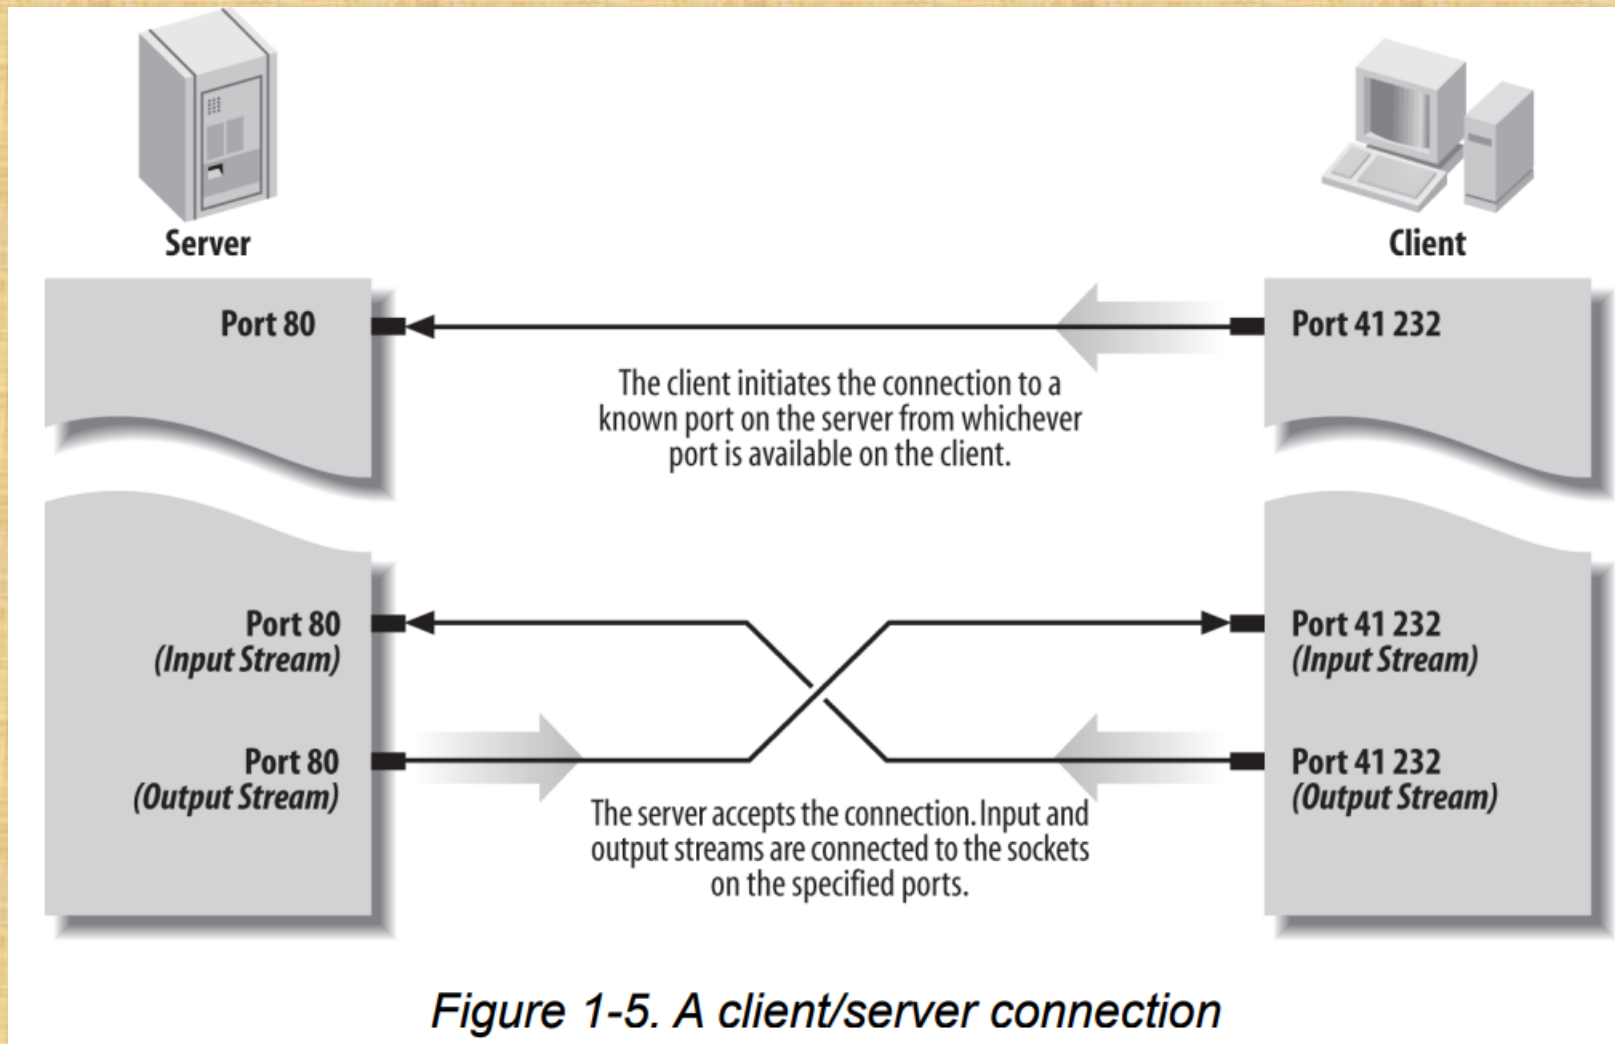 Server
Client
Port 80
Port 41 232
The client initiates the connection to a
known port on the server from whichever
port is available on the client.
Port 80
(Input Stream)
Port 41 232
(Input Stream)
Port 80
(Output Stream)
Port 41 232
(Output Stream)
The server accepts the connection. Input and
output streams are connected to the sockets
on the specified ports.
Figure 1-5. A client/server connection